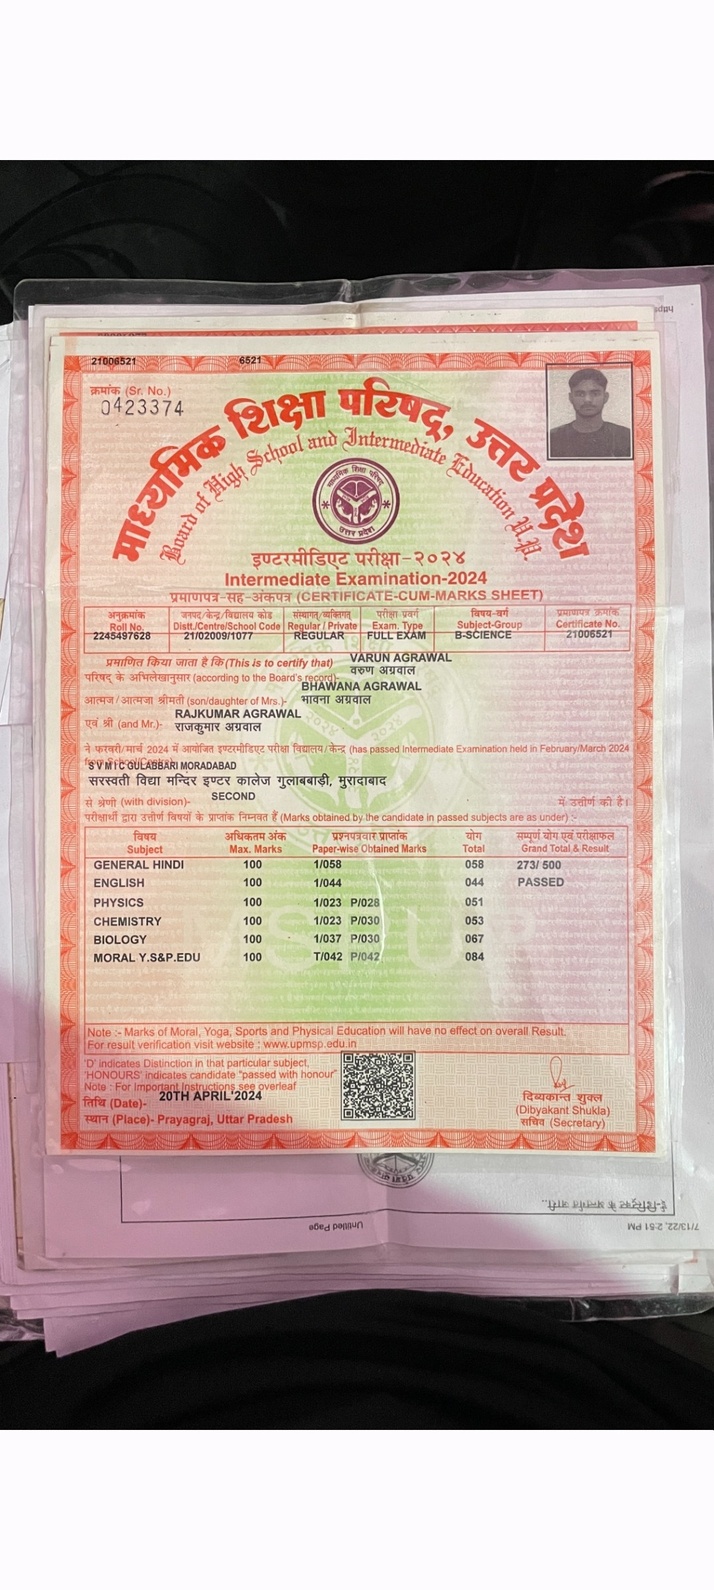 21006521 6521
क्रमांक (Sr. No.)
0423374
माध्यमिक शिक्षा परिषद, उत्तर प्रदेश
Board of High School and Intermediate Education U.P.
माध्यमिक शिक्षा परिषद
उत्तर प्रदेश
इण्टरमीडिएट परीक्षा-२०२४
Intermediate Examination-2024
प्रमाणपत्र-सह-अंकपत्र (CERTIFICATE-CUM-MARKS SHEET)
अनुक्रमांक जनपद/केन्द्र/विद्यालय कोड संस्थागत/व्यक्तिगत परीक्षा प्रवर्ग विषय-वर्ग प्रमाणपत्र क्रमांक
Roll No. Distt./Centre/School Code Regular / Private Exam. Type Subject-Group Certificate No.
2245497628 21/02009/1077 REGULAR FULL EXAM B-SCIENCE 21006521
प्रमाणित किया जाता है कि (This is to certify that) VARUN AGRAWAL
वरुण अग्रवाल
परिषद के अभिलेखानुसार (according to the Board's record)-
BHAWANA AGRAWAL
आत्मज/आत्मजा श्रीमती (son/daughter of Mrs.)- भावना अग्रवाल
RAJKUMAR AGRAWAL
एवं श्री (and Mr.)- राजकुमार अग्रवाल
ने फरवरी/मार्च 2024 में आयोजित इण्टरमीडिएट परीक्षा विद्यालय/केन्द्र (has passed Intermediate Examination held in February/March 2024
S V M I C GULABBARI MORADABAD
सरस्वती विद्या मन्दिर इण्टर कालेज गुलाबबाड़ी, मुरादाबाद
से श्रेणी (with division)- SECOND में उत्तीर्ण की है।
परीक्षार्थी द्वारा उत्तीर्ण विषयों के प्राप्तांक निम्नवत हैं (Marks obtained by the candidate in passed subjects are as under) :-
विषय अधिकतम अंक प्रश्नपत्रवार प्राप्तांक योग सम्पूर्ण योग एवं परीक्षाफल
Subject Max. Marks Paper-wise Obtained Marks Total Grand Total & Result
GENERAL HINDI 100 1/058 058 273/ 500
ENGLISH 100 1/044 044 PASSED
PHYSICS 100 1/023 P/028 051
CHEMISTRY 100 1/023 P/030 053
BIOLOGY 100 1/037 P/030 067
MORAL Y.S&P.EDU 100 T/042 P/042 084
Note :- Marks of Moral, Yoga, Sports and Physical Education will have no effect on overall Result.
For result verification visit website : www.upmsp.edu.in
'D' indicates Distinction in that particular subject,
'HONOURS' indicates candidate "passed with honour"
Note : For Important Instructions see overleaf
तिथि (Date)- 20TH APRIL'2024
स्थान (Place)- Prayagraj, Uttar Pradesh
दिब्यकान्त शुक्ल
(Dibyakant Shukla)
सचिव (Secretary)
Untitled Page
7/13/22, 2:51 PM